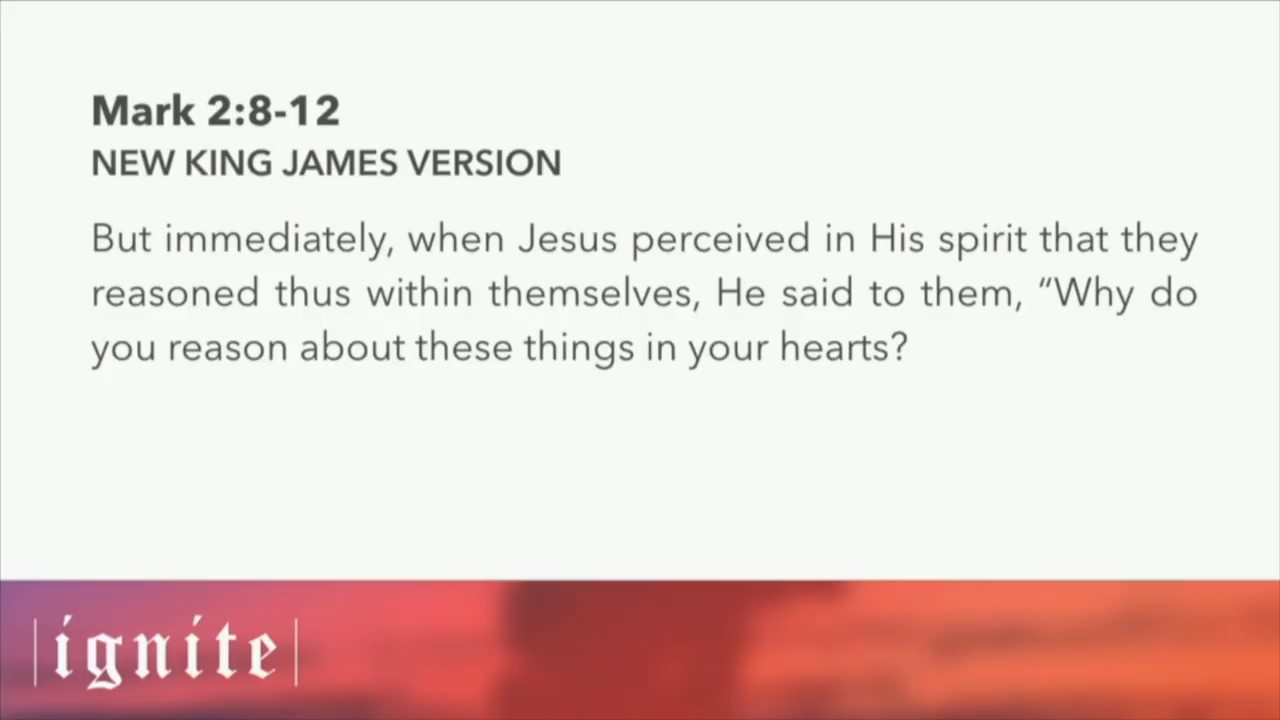 Mark 2:8-12
NEW KING JAMES VERSION
But immediately, when Jesus perceived in His spirit that they
reasoned thus within themselves, He said to them, “Why do
you reason about these things in your hearts?
|ignite|